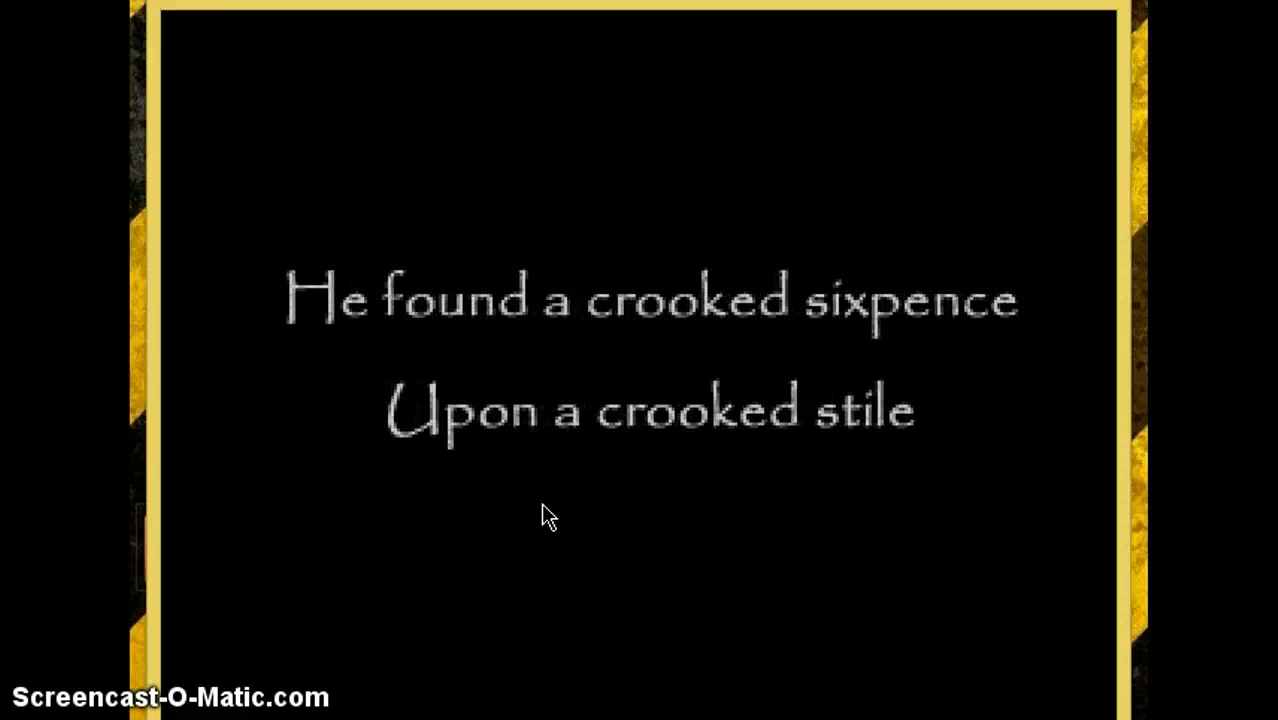 He found a crooked sixpence
Upon a crooked stile
Screencast-O-Matic.com